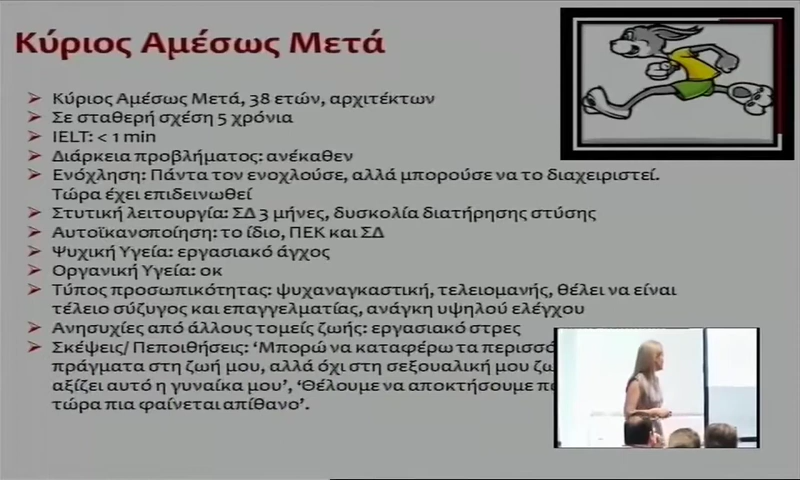 Κύριος Αμέσως Μετά
Κύριος Αμέσως Μετά, 38 ετών, αρχιτέκτων
Σε σταθερή σχέση 5 χρόνια
IELT: < 1 min
Διάρκεια προβλήματος: ανέκαθεν
Ενόχληση: Πάντα τον ενοχλούσε, αλλά μπορούσε να το διαχειριστεί.
Τώρα έχει επιδεινωθεί
Στυτική λειτουργία: ΣΔ 3 μήνες, δυσκολία διατήρησης στύσης
Αυτοϊκανοποίηση: το ίδιο, ΠΕΚ και ΣΔ
Ψυχική Υγεία: εργασιακό άγχος
Οργανική Υγεία: οκ
Τύπος προσωπικότητας: ψυχαναγκαστική, τελειομανής, θέλει να είναι
τέλειο σύζυγος και επαγγελματίας, ανάγκη υψηλού ελέγχου
Ανησυχίες από άλλους τομείς ζωής: εργασιακό στρες
Σκέψεις/ Πεποιθήσεις: ‘Μπορώ να καταφέρω τα
πράγματα στη ζωή μου, αλλά όχι στη σεξουαλική μου
αξίζει αυτό η γυναίκα μου’, ‘Θέλουμε να αποκτήσουμε
τώρα πια φαίνεται απίθανο’.